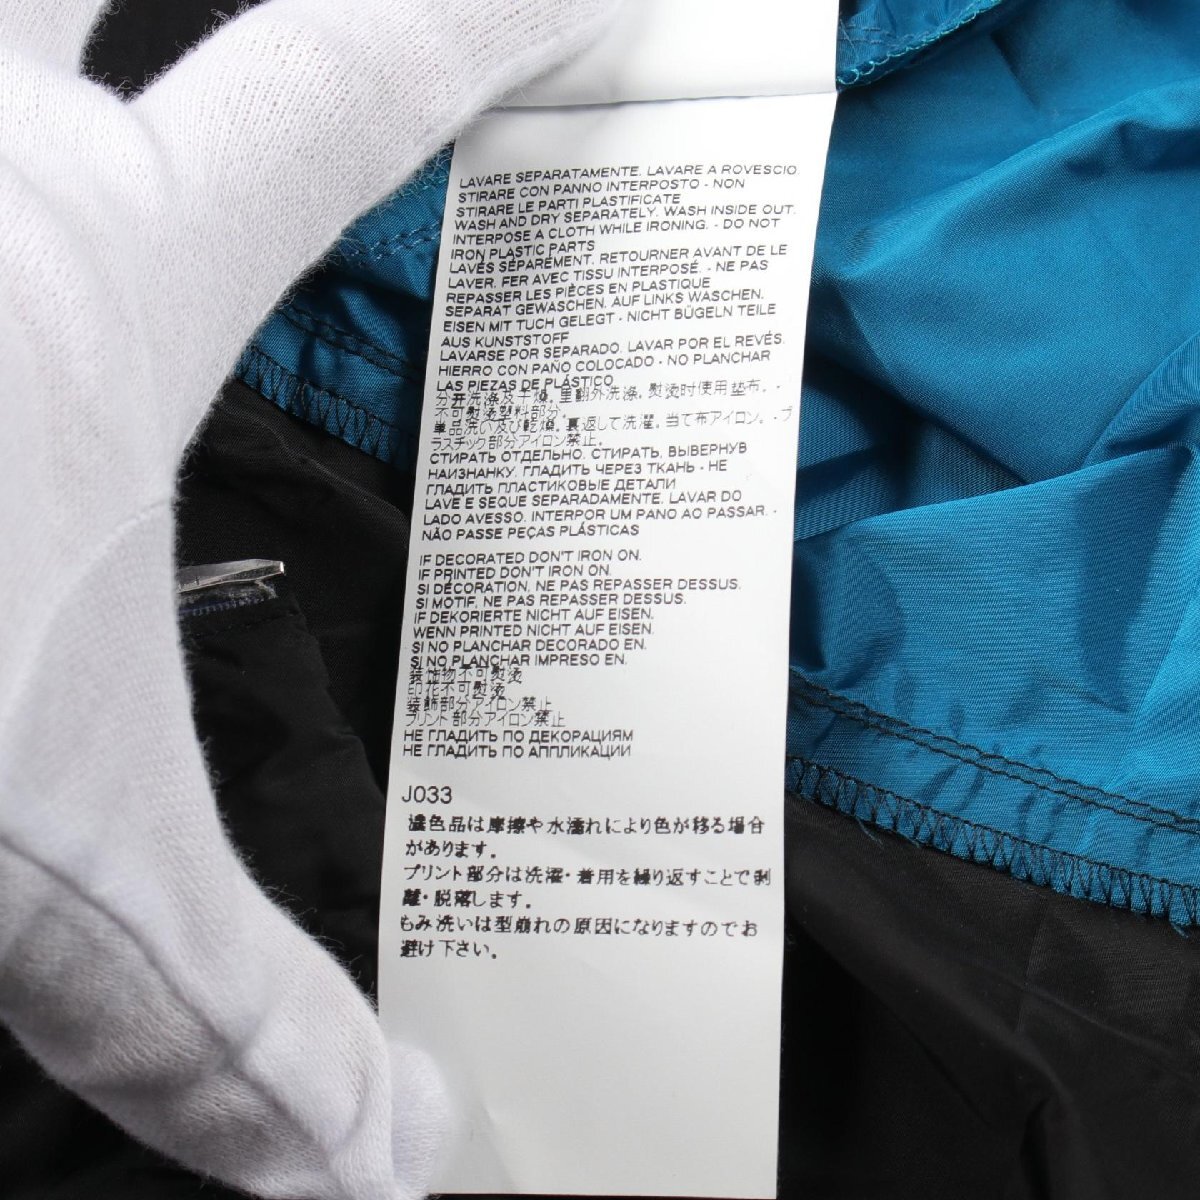 LAVARE SEPARATAMENTE. LAVARE A ROVESCIO.
STIRARE CON PANNO INTERPOSTO - NON
STIRARE LE PARTI PLASTIFICATE
WASH AND DRY SEPARATELY. WASH INSIDE OUT.
INTERPOSE A CLOTH WHILE IRONING. - DO NOT
IRON PLASTIC PARTS
LAVÉS SÉPARÉMENT. RETOURNER AVANT DE LE
LAVER. FER AVEC TISSU INTERPOSÉ. - NE PAS
REPASSER LES PIÈCES EN PLASTIQUE
SEPARAT GEWASCHEN. AUF LINKS WASCHEN.
EISEN MIT TUCH GELEGT - NICHT BÜGELN TEILE
AUS KUNSTSTOFF
LAVARSE POR SEPARADO. LAVAR POR EL REVÉS.
HIERRO CON PAÑO COLOCADO - NO PLANCHAR
LAS PIEZAS DE PLÁSTICO
分开洗涤及干燥。里翻外洗涤。熨烫时使用垫布。-
不可熨烫塑料部分。
単品洗い及び乾燥。裏返して洗濯。当て布アイロン。- プ
ラスチック部分アイロン禁止。
СТИРАТЬ ОТДЕЛЬНО. СТИРАТЬ, ВЫВЕРНУВ
НАИЗНАНКУ. ГЛАДИТЬ ЧЕРЕЗ ТКАНЬ - НЕ
ГЛАДИТЬ ПЛАСТИКОВЫЕ ДЕТАЛИ
LAVE E SEQUE SEPARADAMENTE. LAVAR DO
LADO AVESSO. INTERPOR UM PANO AO PASSAR. -
NÃO PASSE PEÇAS PLÁSTICAS
IF DECORATED DON'T IRON ON.
IF PRINTED DON'T IRON ON.
SI DÉCORATION, NE PAS REPASSER DESSUS.
SI MOTIF, NE PAS REPASSER DESSUS.
IF DEKORIERTE NICHT AUF EISEN.
WENN PRINTED NICHT AUF EISEN.
SI NO PLANCHAR DECORADO EN.
SI NO PLANCHAR IMPRESO EN.
装饰物不可熨烫
印花不可熨烫
装飾部分アイロン禁止
プリント部分アイロン禁止
НЕ ГЛАДИТЬ ПО ДЕКОРАЦИЯМ
НЕ ГЛАДИТЬ ПО АППЛИКАЦИИ
J033
濃色品は摩擦や水濡れにより色が移る場合
があります。
プリント部分は洗濯・着用を繰り返すことで剥
離・脱落します。
もみ洗いは型崩れの原因になりますのでお
避け下さい。